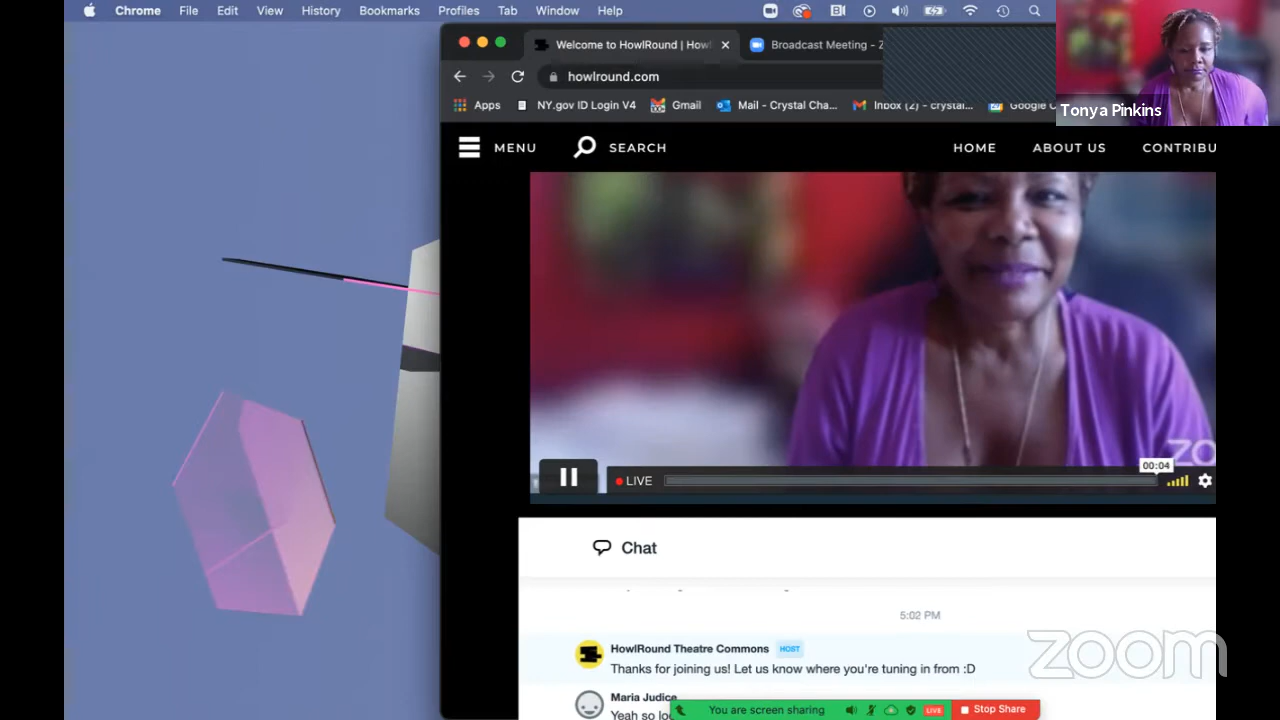 Chrome File Edit View History Bookmarks Profiles Tab Window Help
Welcome to HowlRound | Howl
Broadcast Meeting - Z
howlround.com
Apps NY.gov ID Login V4 Gmail Mail - Crystal Cha... Inbox (2) - crystal... Google C
Tonya Pinkins
MENU SEARCH HOME ABOUT US CONTRIBU
ZO
00:04
LIVE
Chat
5:02 PM
HowlRound Theatre Commons HOST
Thanks for joining us! Let us know where you're tuning in from :D
zoom
Maria Judice
Yeah so
You are screen sharing LIVE Stop Share